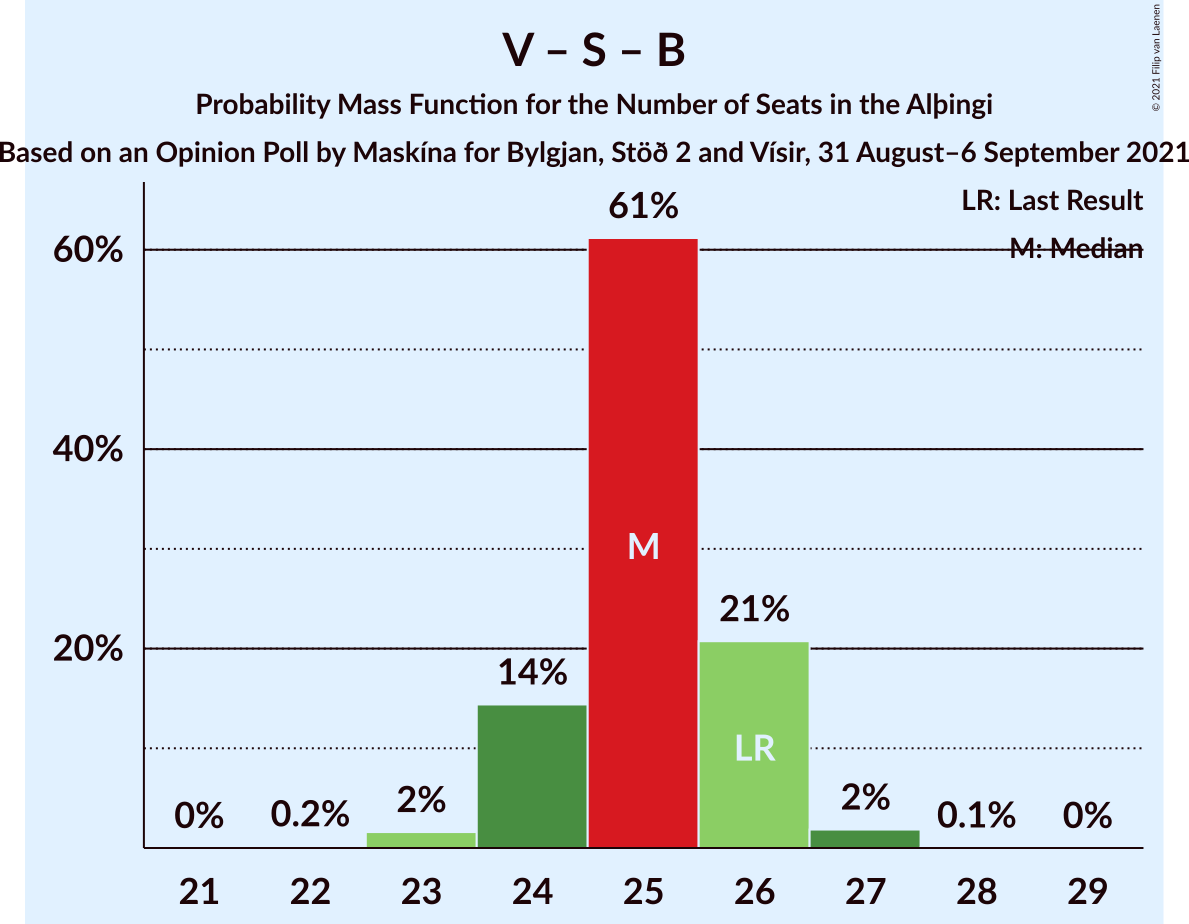 V – S – B
Probability Mass Function for the Number of Seats in the Alþingi
Based on an Opinion Poll by Maskína for Bylgjan, Stöð 2 and Vísir, 31 August–6 September 2021
© 2021 Filip van Laenen
LR: Last Result
M: Median
60%
40%
20%
0%
0.2%
2%
14%
61%
21%
2%
0.1%
0%
M
LR
21 22 23 24 25 26 27 28 29